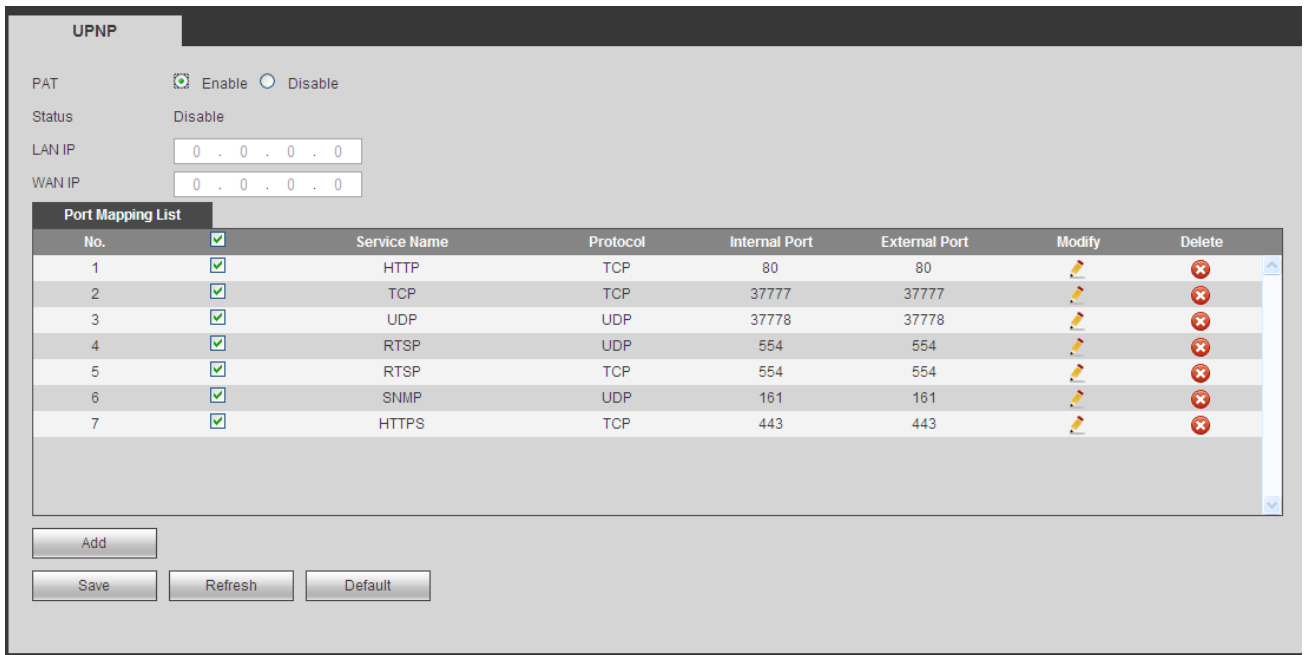 UPNP
PAT Enable Disable
Status Disable
LAN IP 0 . 0 . 0 . 0
WAN IP 0 . 0 . 0 . 0
Port Mapping List
No. Service Name Protocol Internal Port External Port Modify Delete
1 HTTP TCP 80 80
2 TCP TCP 37777 37777
3 UDP UDP 37778 37778
4 RTSP UDP 554 554
5 RTSP TCP 554 554
6 SNMP UDP 161 161
7 HTTPS TCP 443 443
Add
Save Refresh Default